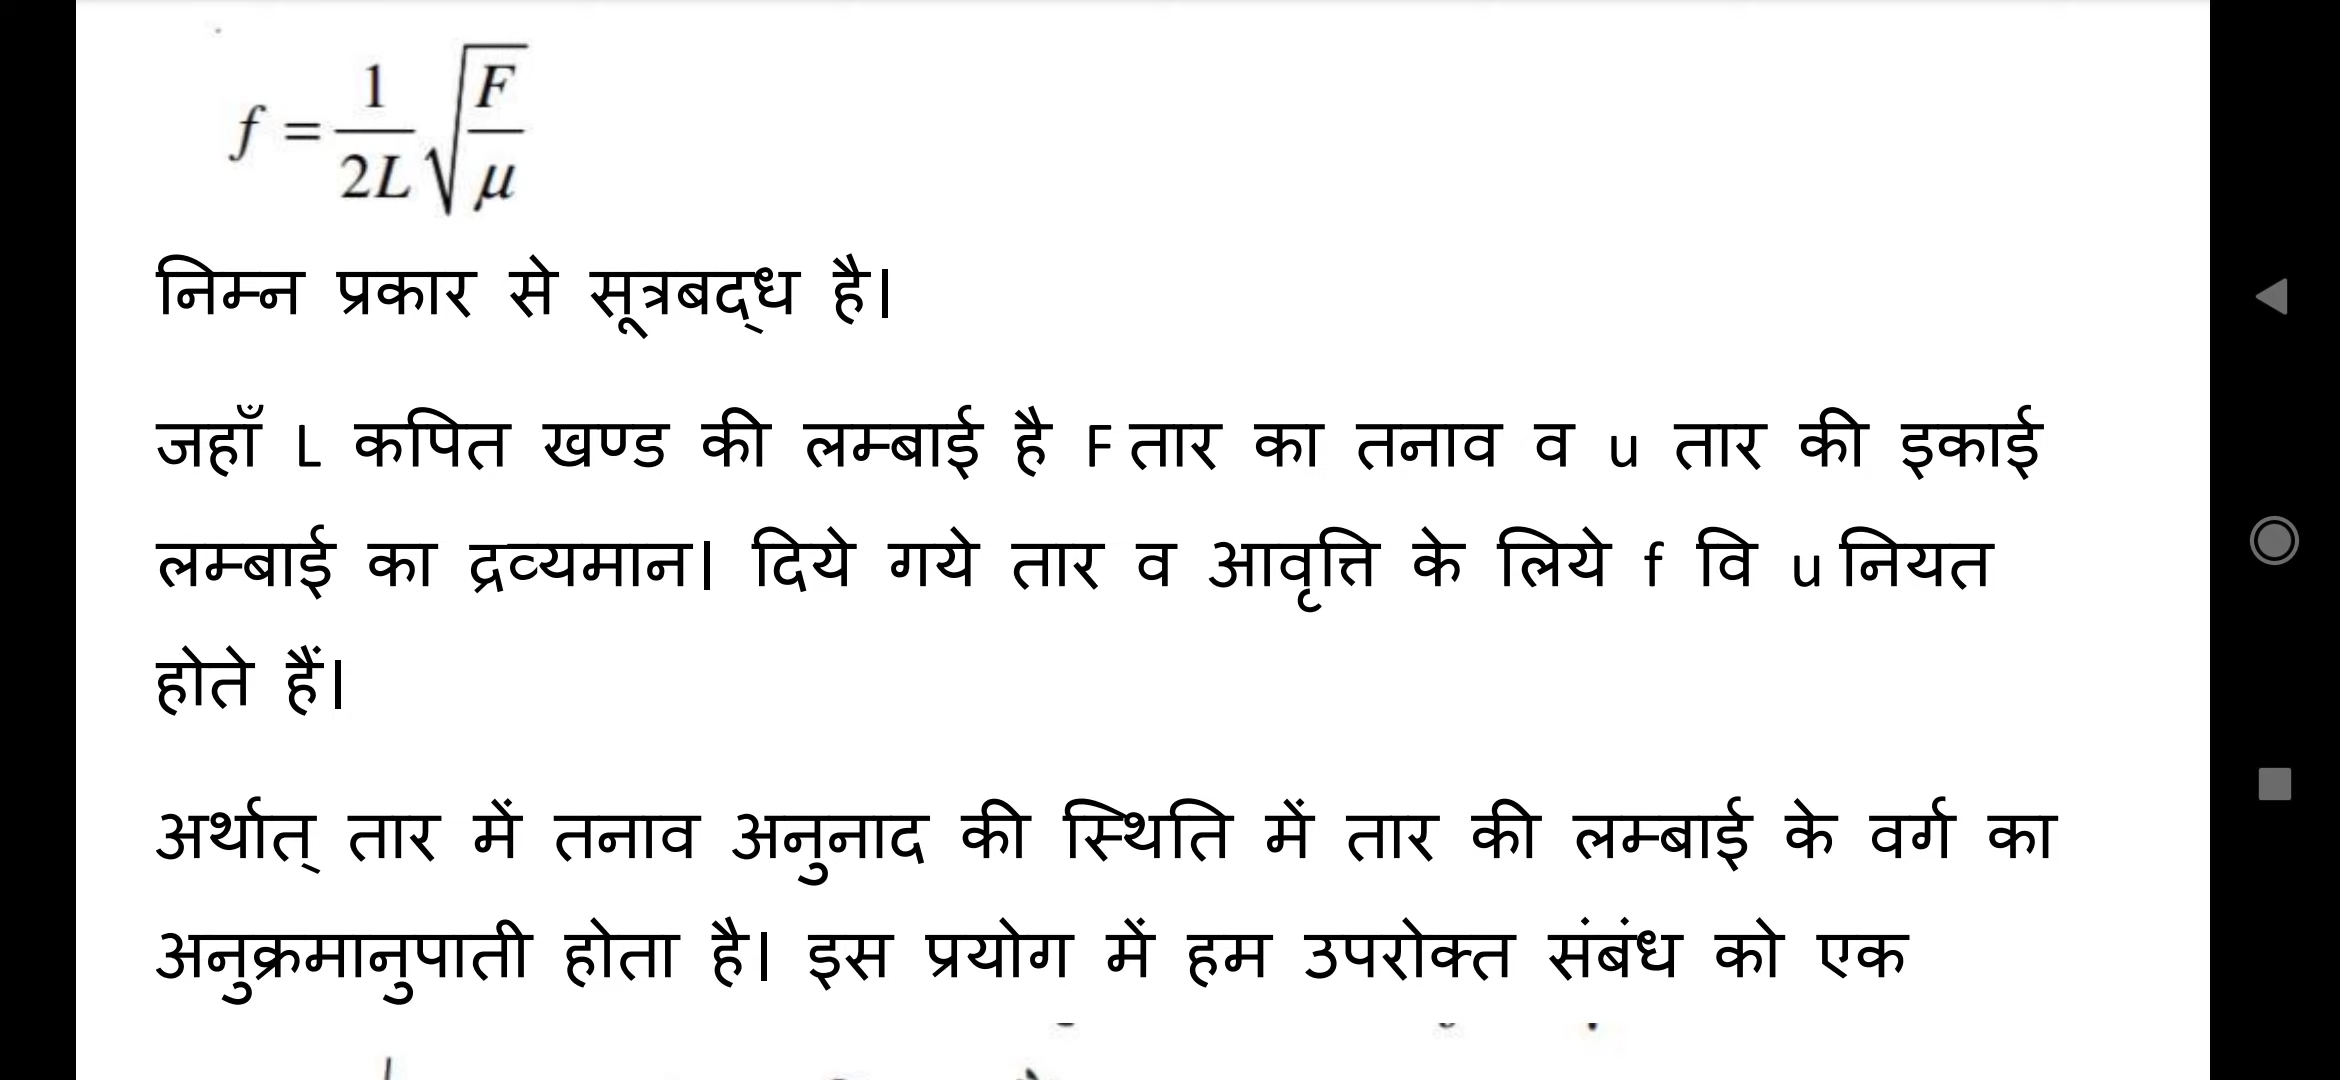 f = 1/2L √F/μ
निम्न प्रकार से सूत्रबद्ध है।
जहाँ L कपित खण्ड की लम्बाई है F तार का तनाव व u तार की इकाई
लम्बाई का द्रव्यमान। दिये गये तार व आवृत्ति के लिये f वि u नियत
होते हैं।
अर्थात् तार में तनाव अनुनाद की स्थिति में तार की लम्बाई के वर्ग का
अनुक्रमानुपाती होता है। इस प्रयोग में हम उपरोक्त संबंध को एक